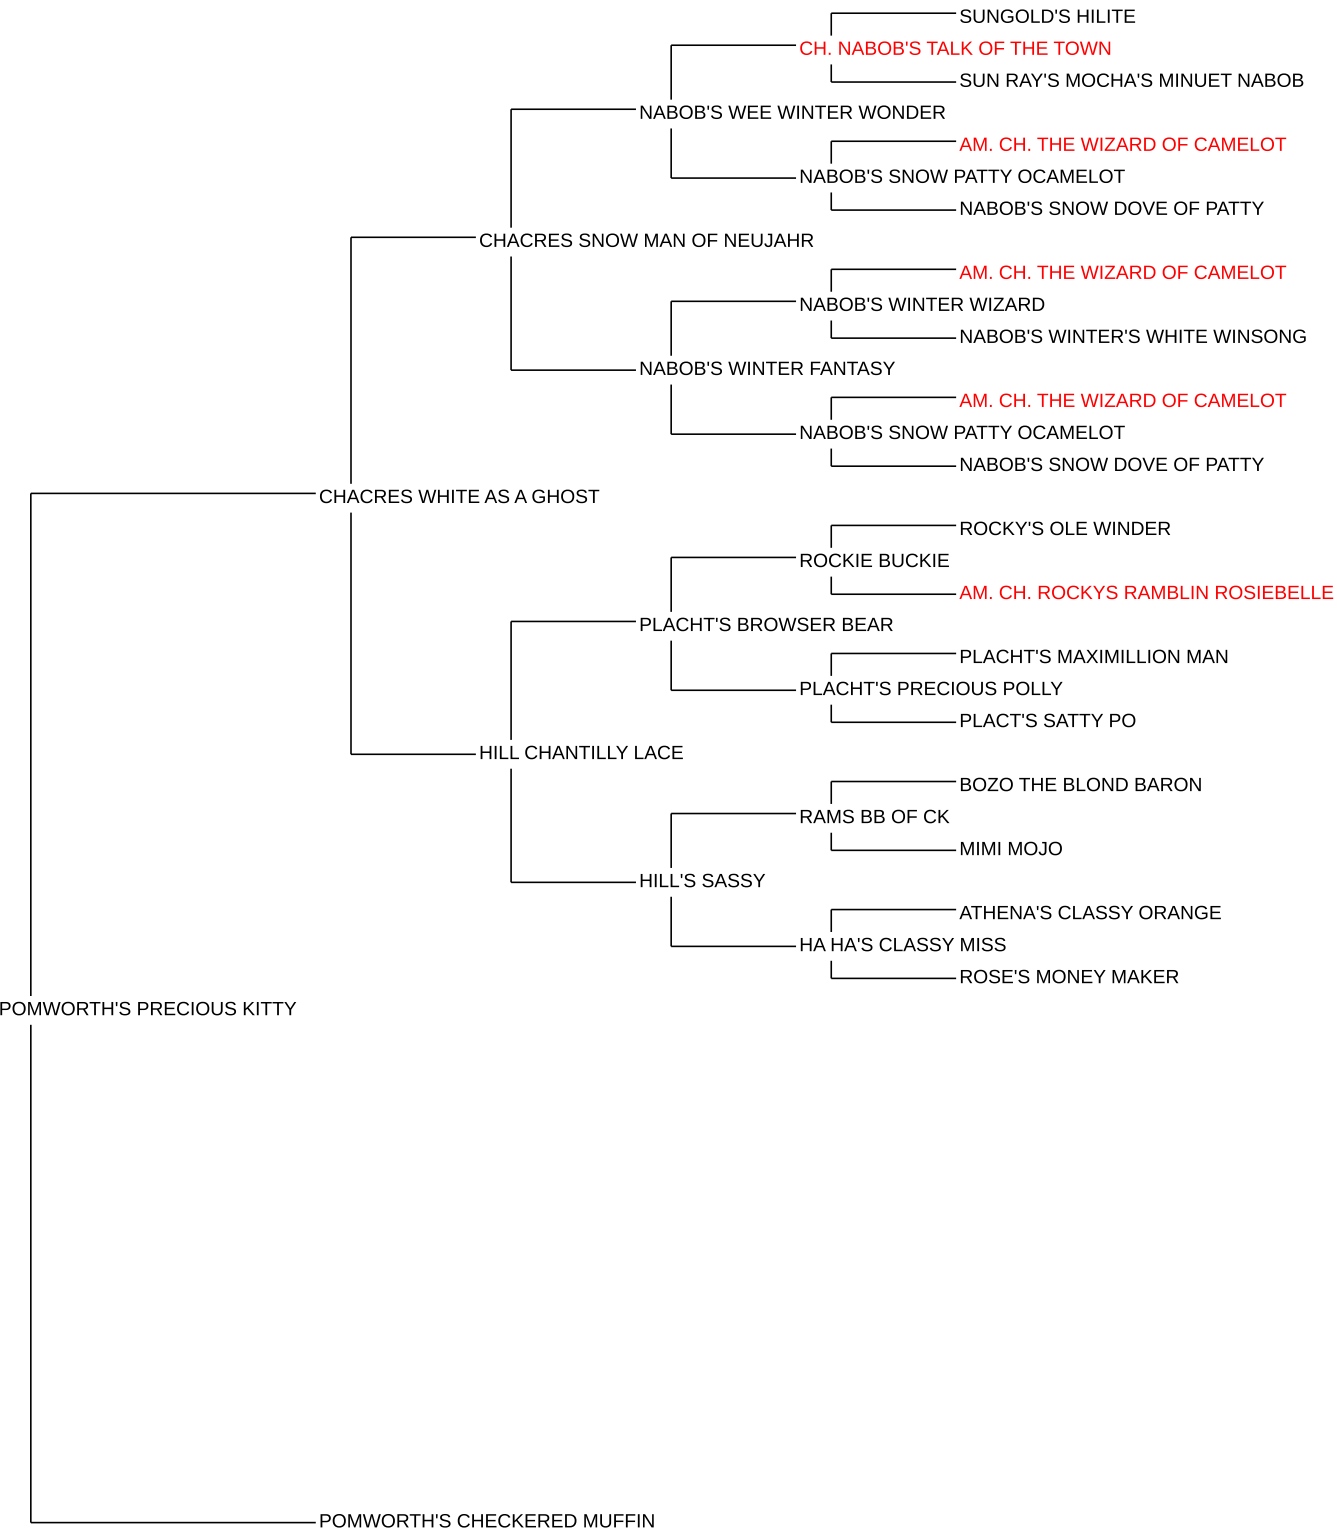 SUNGOLD'S HILITE
CH. NABOB'S TALK OF THE TOWN
SUN RAY'S MOCHA'S MINUET NABOB
NABOB'S WEE WINTER WONDER
AM. CH. THE WIZARD OF CAMELOT
NABOB'S SNOW PATTY OCAMELOT
NABOB'S SNOW DOVE OF PATTY
CHACRES SNOW MAN OF NEUJAHR
AM. CH. THE WIZARD OF CAMELOT
NABOB'S WINTER WIZARD
NABOB'S WINTER'S WHITE WINSONG
NABOB'S WINTER FANTASY
AM. CH. THE WIZARD OF CAMELOT
NABOB'S SNOW PATTY OCAMELOT
NABOB'S SNOW DOVE OF PATTY
CHACRES WHITE AS A GHOST
ROCKY'S OLE WINDER
ROCKIE BUCKIE
AM. CH. ROCKYS RAMBLIN ROSIEBELLE
PLACHT'S BROWSER BEAR
PLACHT'S MAXIMILLION MAN
PLACHT'S PRECIOUS POLLY
PLACT'S SATTY PO
HILL CHANTILLY LACE
BOZO THE BLOND BARON
RAMS BB OF CK
MIMI MOJO
HILL'S SASSY
ATHENA'S CLASSY ORANGE
HA HA'S CLASSY MISS
ROSE'S MONEY MAKER
POMWORTH'S PRECIOUS KITTY
POMWORTH'S CHECKERED MUFFIN